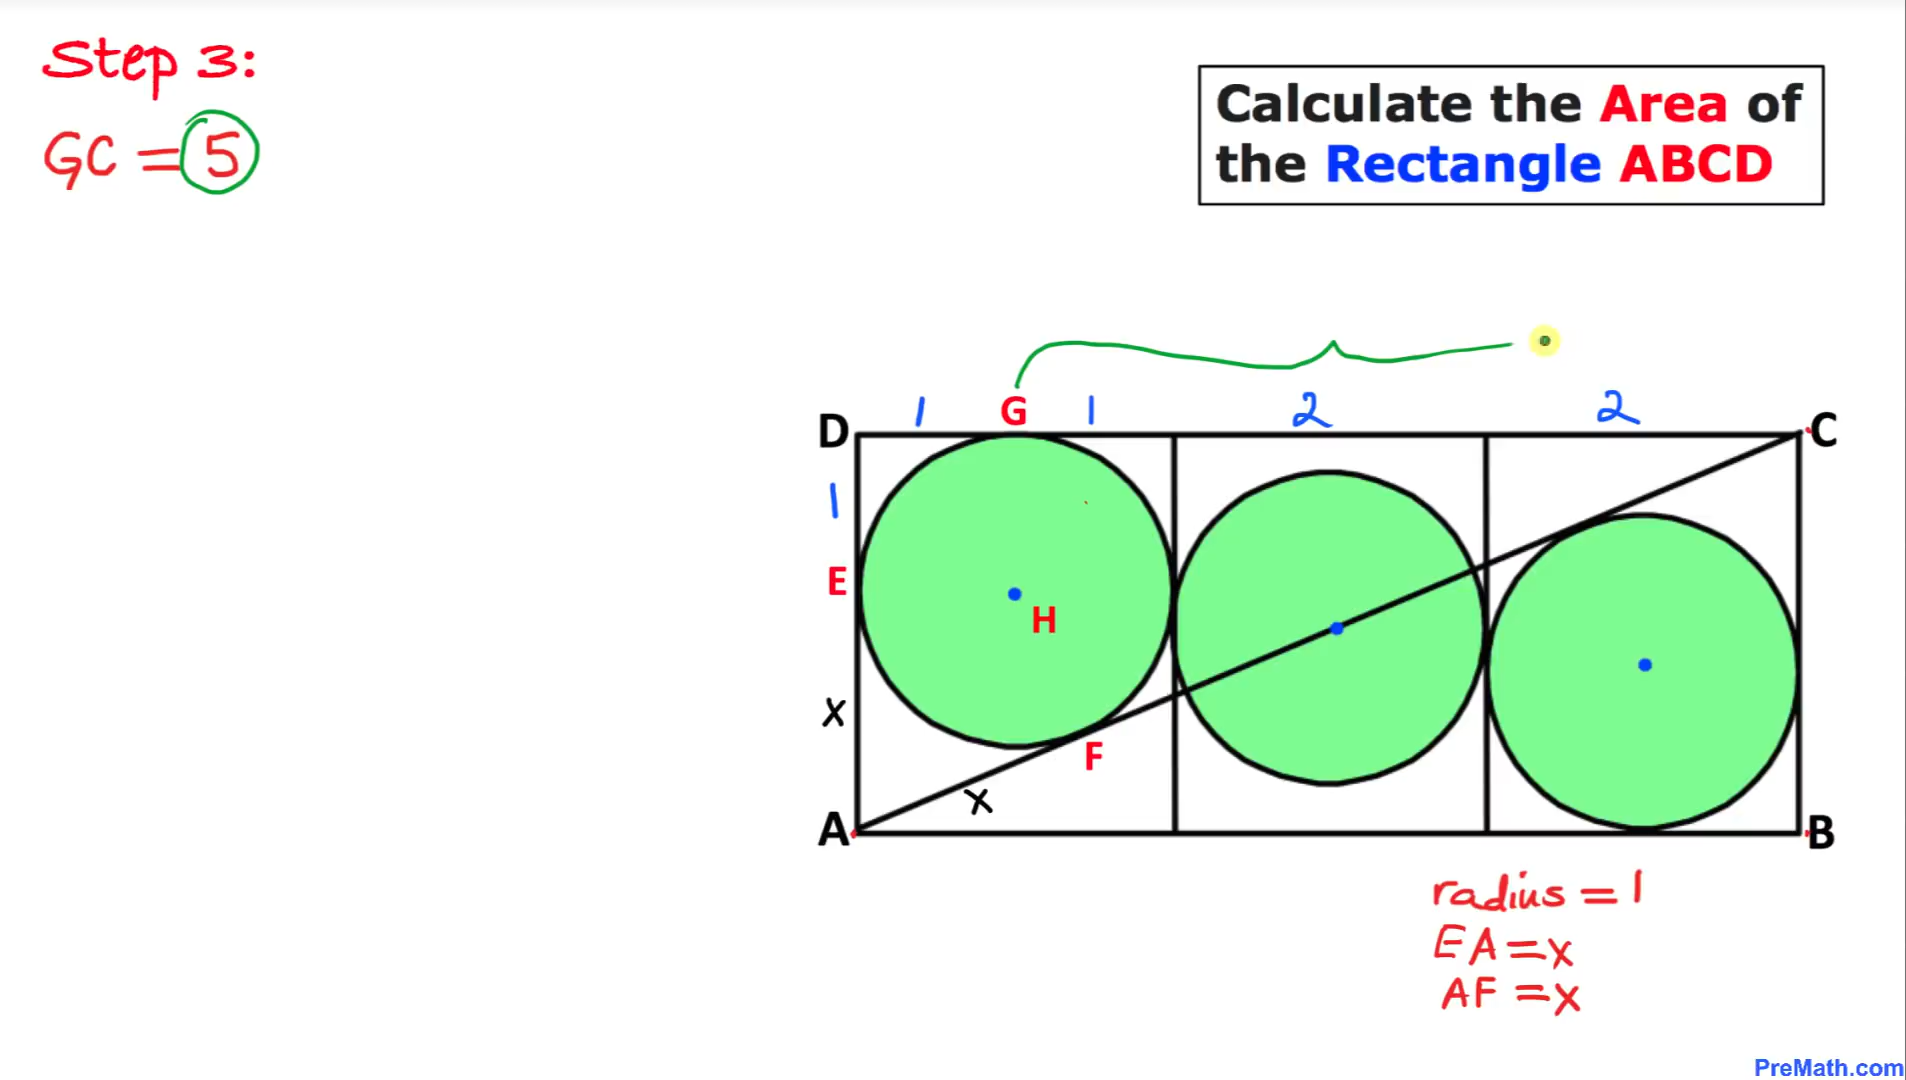 Step 3:
GC = 5
Calculate the Area of
the Rectangle ABCD
1 G 1 2 2
D C
1
E
H
x
F
x
A B
radius = 1
EA = x
AF = x
PreMath.com